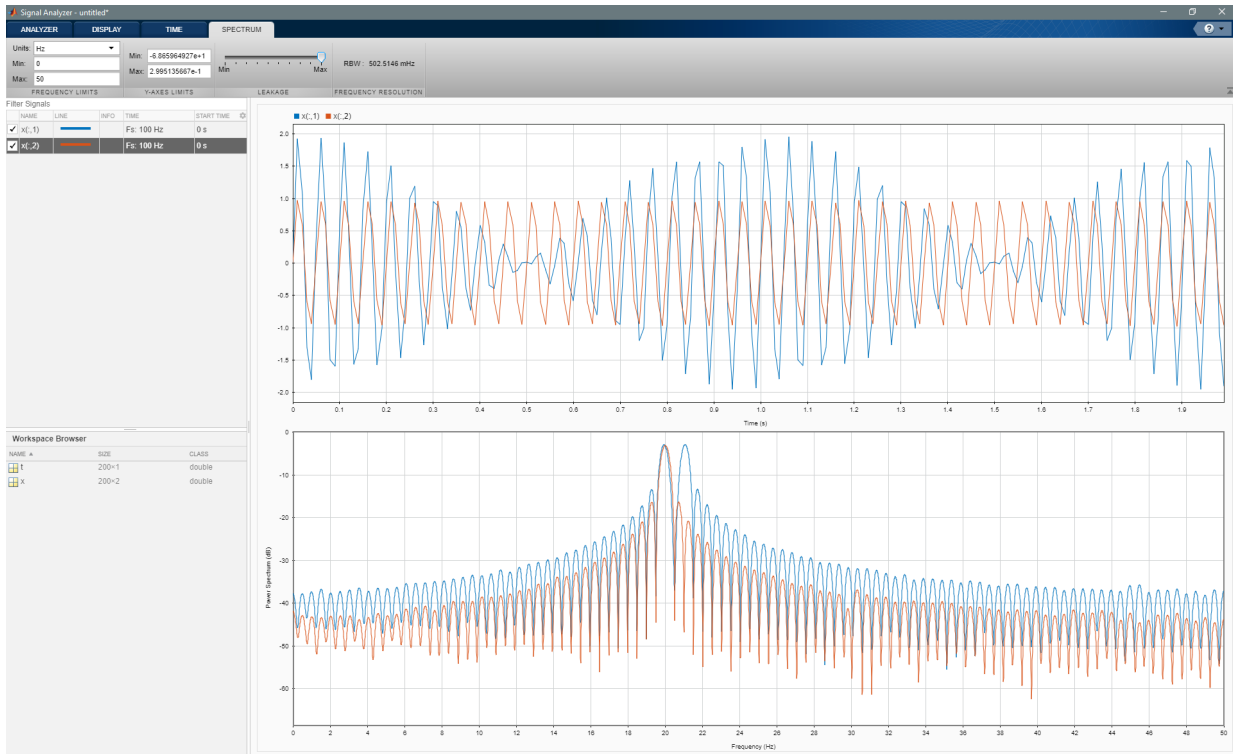 Signal Analyzer - untitled*
ANALYZER DISPLAY TIME SPECTRUM
Units: Hz
Min: 0
Max: 50
FREQUENCY LIMITS
Min: -6.865964927e+1
Max: 2.995135667e-1
Y-AXES LIMITS
Min Max
LEAKAGE
RBW : 502.5146 mHz
FREQUENCY RESOLUTION
Filter Signals
NAME LINE INFO TIME START TIME
x(:,1) Fs: 100 Hz 0 s
x(:,2) Fs: 100 Hz 0 s
Workspace Browser
NAME SIZE CLASS
t 200×1 double
x 200×2 double
x(:,1) x(:,2)
2.0
1.5
1.0
0.5
0
-0.5
-1.0
-1.5
-2.0
0 0.1 0.2 0.3 0.4 0.5 0.6 0.7 0.8 0.9 1.0 1.1 1.2 1.3 1.4 1.5 1.6 1.7 1.8 1.9
Time (s)
Power Spectrum (dB)
0
-10
-20
-30
-40
-50
-60
0 2 4 6 8 10 12 14 16 18 20 22 24 26 28 30 32 34 36 38 40 42 44 46 48 50
Frequency (Hz)